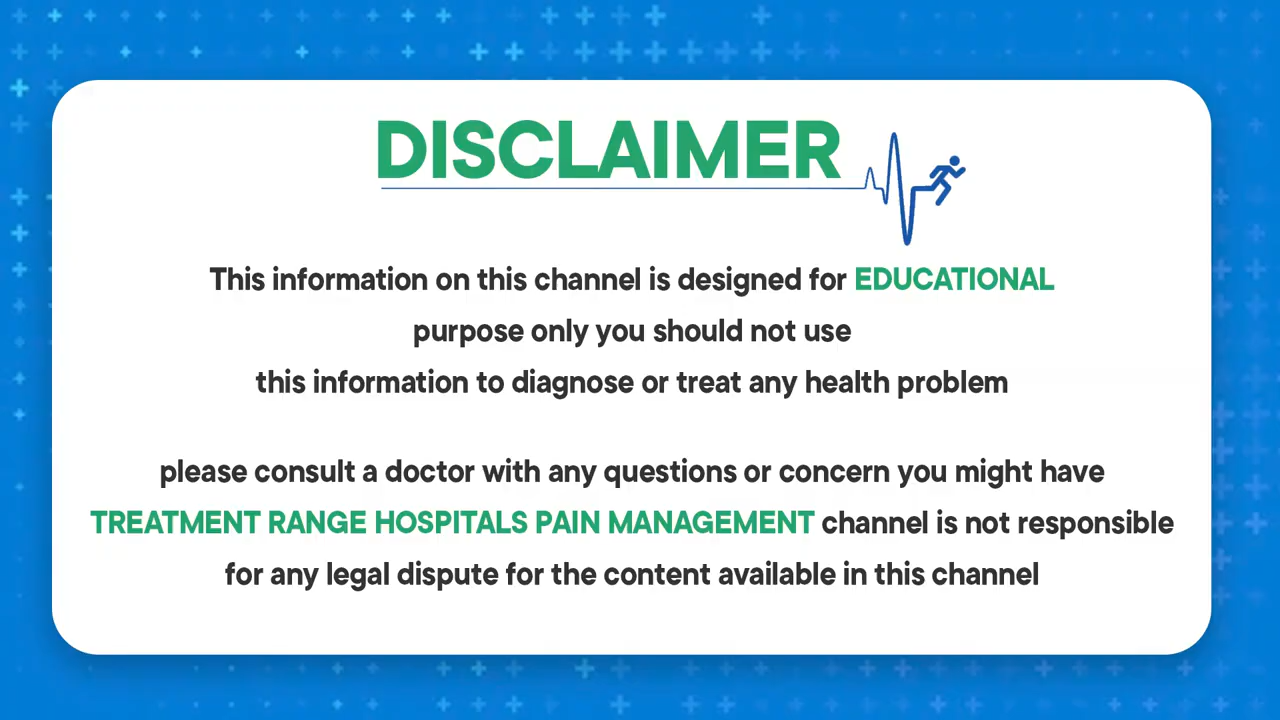 DISCLAIMER
This information on this channel is designed for EDUCATIONAL
purpose only you should not use
this information to diagnose or treat any health problem
please consult a doctor with any questions or concern you might have
TREATMENT RANGE HOSPITALS PAIN MANAGEMENT channel is not responsible
for any legal dispute for the content available in this channel